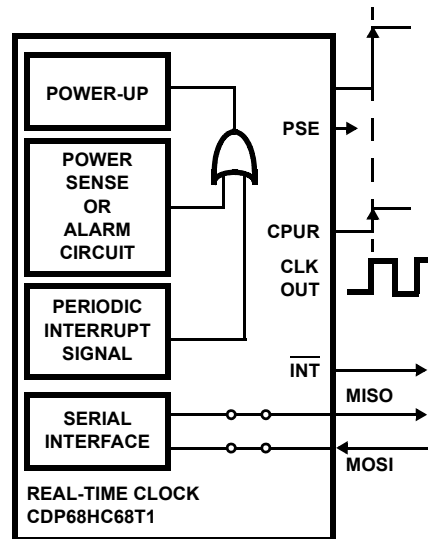 POWER-UP
POWER
SENSE
OR
ALARM
CIRCUIT
PERIODIC
INTERRUPT
SIGNAL
SERIAL
INTERFACE
REAL-TIME CLOCK
CDP68HC68T1
PSE
CPUR
CLK
OUT
INT
MISO
MOSI